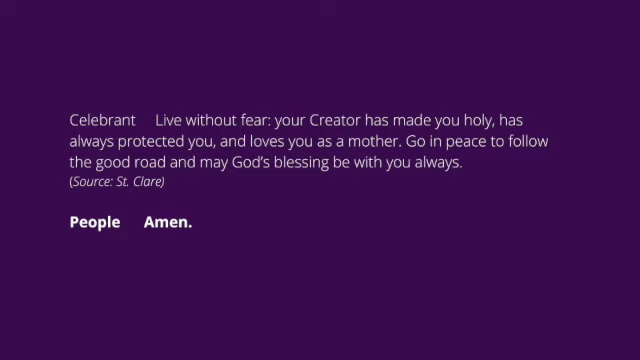 Celebrant Live without fear: your Creator has made you holy, has
always protected you, and loves you as a mother. Go in peace to follow
the good road and may God’s blessing be with you always.
(Source: St. Clare)
People Amen.